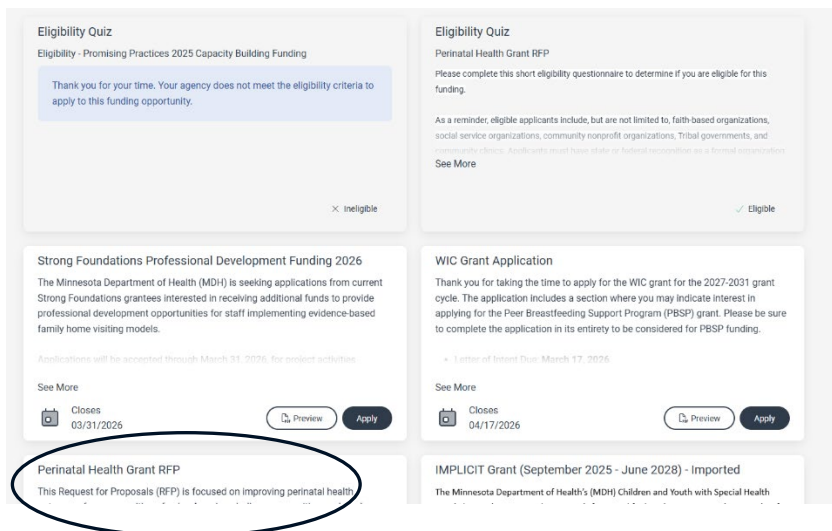 Eligibility Quiz
Eligibility - Promising Practices 2025 Capacity Building Funding
Thank you for your time. Your agency does not meet the eligibility criteria to
apply to this funding opportunity.
Ineligible
Eligibility Quiz
Perinatal Health Grant RFP
Please complete this short eligibility questionnaire to determine if you are eligible for this
funding.
As a reminder, eligible applicants include, but are not limited to, faith-based organizations,
social service organizations, community nonprofit organizations, Tribal governments, and
community clinics. Applicants must have state or federal recognition as a formal organization
See More
Eligible
Strong Foundations Professional Development Funding 2026
The Minnesota Department of Health (MDH) is seeking applications from current
Strong Foundations grantees interested in receiving additional funds to provide
professional development opportunities for staff implementing evidence-based
family home visiting models.
Applications will be accepted through March 31, 2026, for project activities
See More
Closes
03/31/2026
Preview
Apply
WIC Grant Application
Thank you for taking the time to apply for the WIC grant for the 2027-2031 grant
cycle. The application includes a section where you may indicate interest in
applying for the Peer Breastfeeding Support Program (PBSP) grant. Please be sure
to complete the application in its entirety to be considered for PBSP funding.
• Letter of Intent Due: March 17, 2026
See More
Closes
04/17/2026
Preview
Apply
Perinatal Health Grant RFP
This Request for Proposals (RFP) is focused on improving perinatal health
IMPLICIT Grant (September 2025 - June 2028) - Imported
The Minnesota Department of Health's (MDH) Children and Youth with Special Health